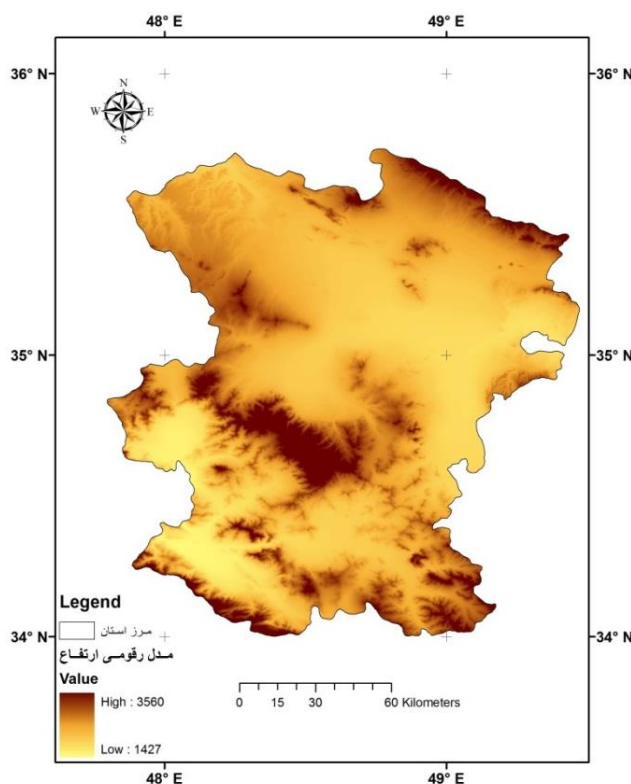 48° E 49° E
36° N 36° N
N
W E
S
35° N 35° N
Legend
مرز استان
مدل رقومی ارتفاع
Value
High : 3560
Low : 1427
34° N 34° N
0 15 30 60 Kilometers
48° E 49° E